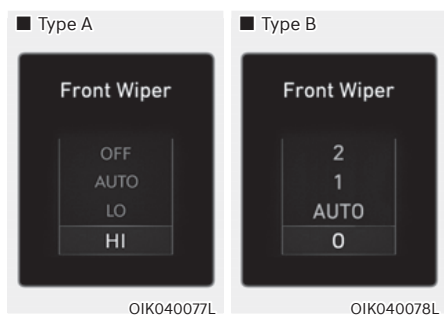 ■ Type A
Front Wiper
OFF
AUTO
LO
HI
OIK040077L
■ Type B
Front Wiper
2
1
AUTO
0
OIK040078L